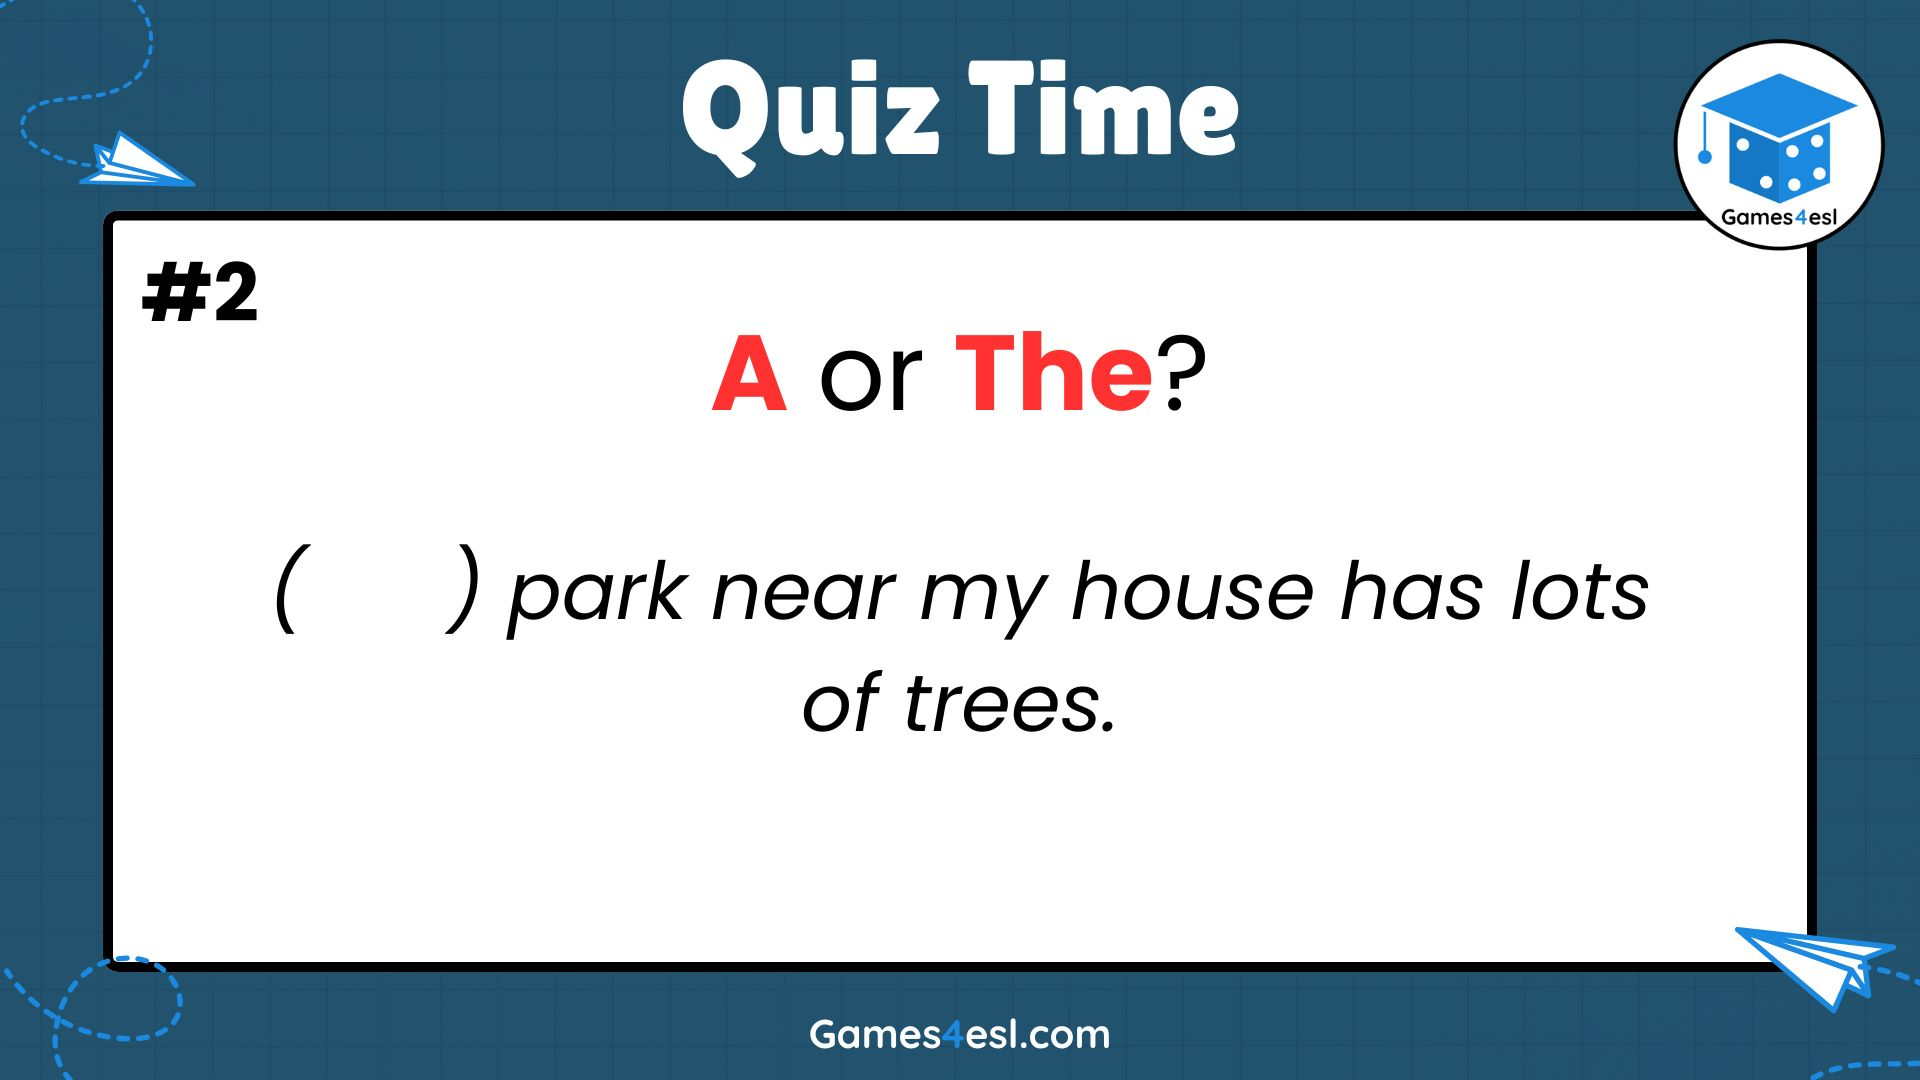 Quiz Time
Games4esl
#2
A or The?
(      ) park near my house has lots
of trees.
Games4esl.com